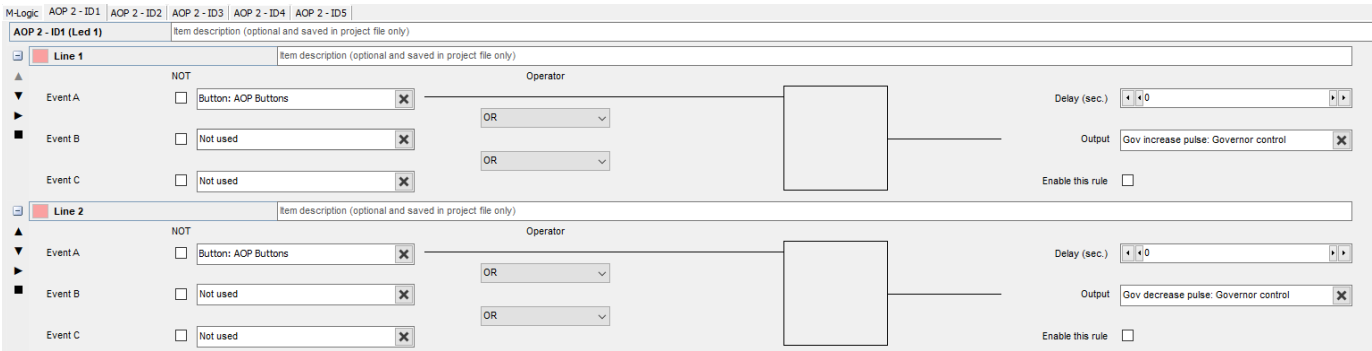 M-Logic AOP 2 - ID1 AOP 2 - ID2 AOP 2 - ID3 AOP 2 - ID4 AOP 2 - ID5
AOP 2 - ID1 (Led 1) Item description (optional and saved in project file only)
Line 1 Item description (optional and saved in project file only)
NOT Operator
Event A Button: AOP Buttons Delay (sec.) 0
OR
Event B Not used Output Gov increase pulse: Governor control
OR
Event C Not used Enable this rule
Line 2 Item description (optional and saved in project file only)
NOT Operator
Event A Button: AOP Buttons Delay (sec.) 0
OR
Event B Not used Output Gov decrease pulse: Governor control
OR
Event C Not used Enable this rule